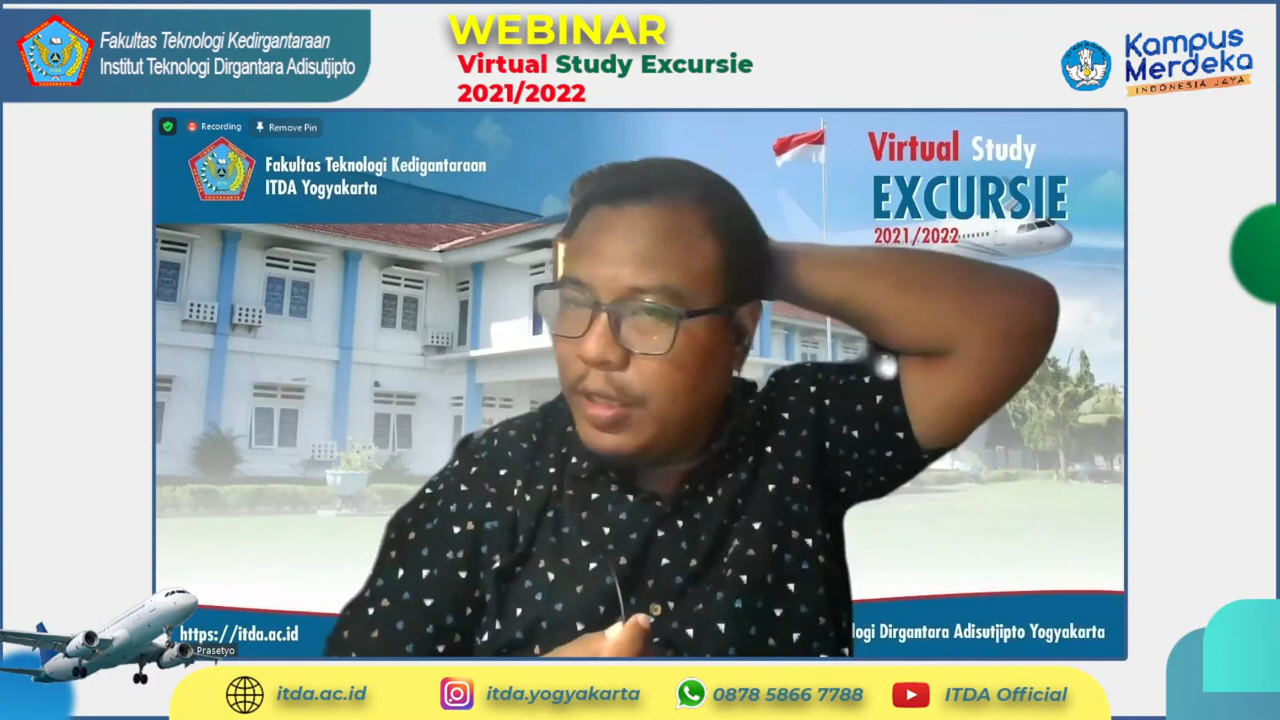 Fakultas Teknologi Kedirgantaraan
Institut Teknologi Dirgantara Adisutjipto
WEBINAR
Virtual Study Excursie
2021/2022
Kampus
Merdeka
INDONESIA JAYA
Recording
Remove Pin
Fakultas Teknologi Kedigantaraan
ITDA Yogyakarta
Virtual Study
EXCURSIE
2021/2022
https://itda.ac.id
Dirgantara Adisutjipto Yogyakarta
Prasetyo
itda.ac.id
itda.yogyakarta
0878 5866 7788
ITDA Official